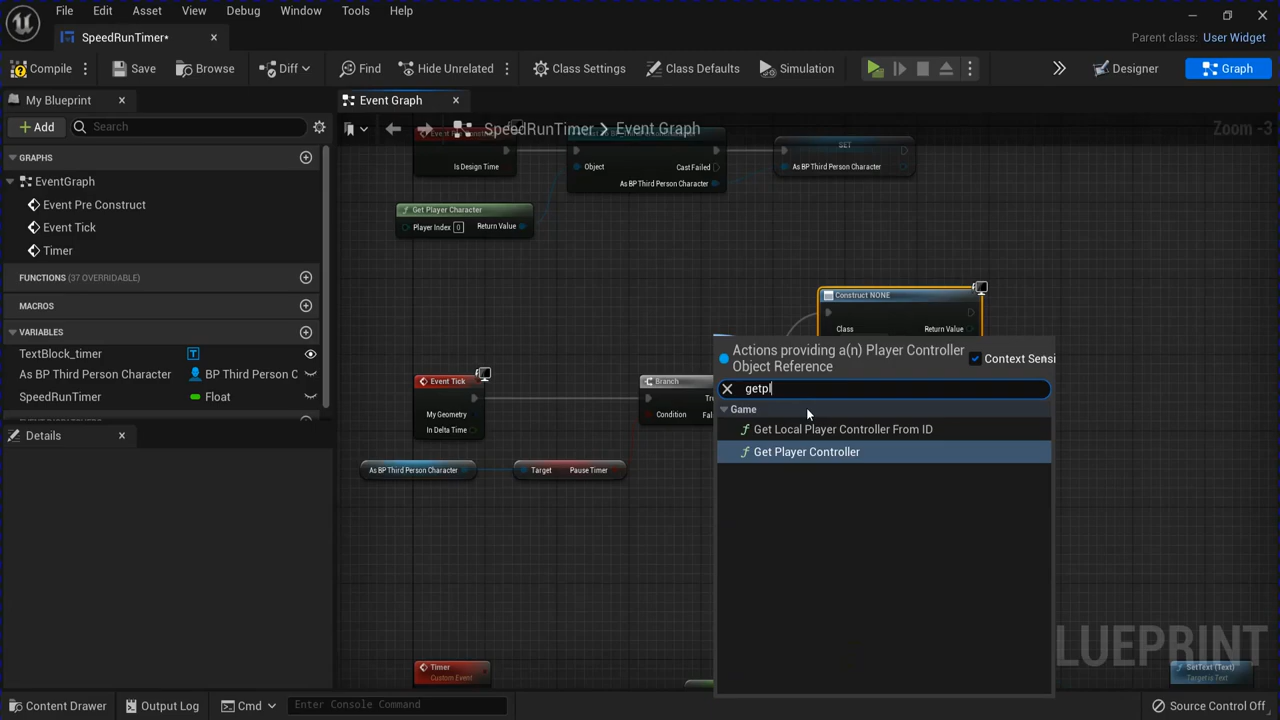 File Edit Asset View Debug Window Tools Help
SpeedRunTimer*
Parent class: User Widget
Compile Save Browse Diff Find Hide Unrelated Class Settings Class Defaults Simulation Designer Graph
My Blueprint
Event Graph
Add Search
SpeedRunTimer > Event Graph
Zoom -3
GRAPHS
EventGraph
Event Pre Construct
Event Tick
Timer
FUNCTIONS (37 OVERRIDABLE)
MACROS
VARIABLES
TextBlock_timer
As BP Third Person Character BP Third Person C
SpeedRunTimer Float
Details
Is Design Time
Object
Cast Failed
As BP Third Person Character
SET
As BP Third Person Character
Get Player Character
Player Index 0 Return Value
Construct NONE
Class Return Value
Event Tick
My Geometry
In Delta Time
Branch
Condition
As BP Third Person Character
Target Pause Timer
Actions providing a(n) Player Controller
Object Reference
Context Sensi
getpl
Game
Get Local Player Controller From ID
Get Player Controller
Timer
Custom Event
SetText (Text)
Target is Text
LUEPRINT
Content Drawer Output Log Cmd Enter Console Command Source Control Off